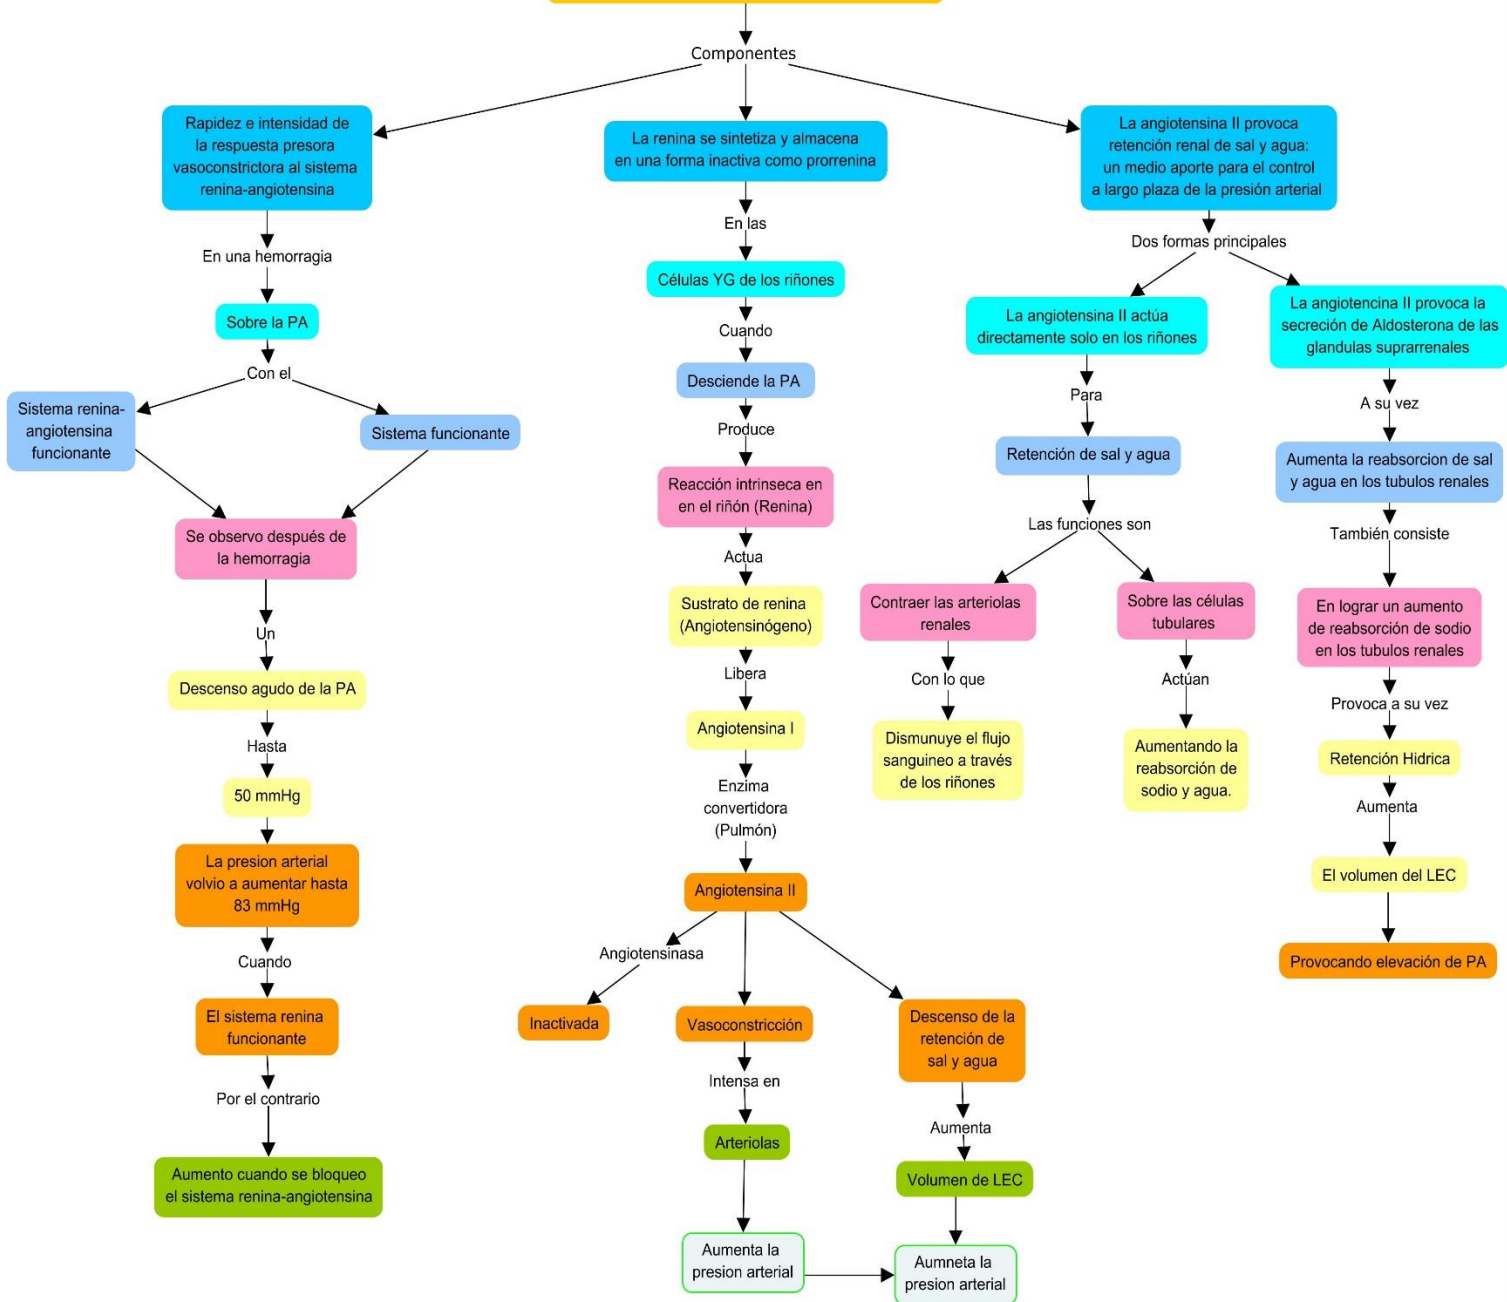 Componentes
Rapidez e intensidad de
la respuesta presora
vasoconstrictora al sistema
renina-angiotensina
En una hemorragia
Sobre la PA
Con el
Sistema renina-
angiotensina
funcionante
Sistema funcionante
Se observo después de
la hemorragia
Un
Descenso agudo de la PA
Hasta
50 mmHg
La presion arterial
volvio a aumentar hasta
83 mmHg
Cuando
El sistema renina
funcionante
Por el contrario
Aumento cuando se bloqueo
el sistema renina-angiotensina
La renina se sintetiza y almacena
en una forma inactiva como prorrenina
En las
Células YG de los riñones
Cuando
Desciende la PA
Produce
Reacción intrinseca en
en el riñón (Renina)
Actua
Sustrato de renina
(Angiotensinógeno)
Libera
Angiotensina I
Enzima
convertidora
(Pulmón)
Angiotensina II
Angiotensinasa
Inactivada
Vasoconstricción
Intensa en
Arteriolas
Aumenta la
presion arterial
Descenso de la
retención de
sal y agua
Aumenta
Volumen de LEC
Aumneta la
presion arterial
La angiotensina II provoca
retención renal de sal y agua:
un medio aporte para el control
a largo plaza de la presión arterial
Dos formas principales
La angiotensina II actúa
directamente solo en los riñones
Para
Retención de sal y agua
Las funciones son
Contraer las arteriolas
renales
Con lo que
Dismunuye el flujo
sanguineo a través
de los riñones
Sobre las células
tubulares
Actúan
Aumentando la
reabsorción de
sodio y agua.
La angiotencina II provoca la
secreción de Aldosterona de las
glandulas suprarrenales
A su vez
Aumenta la reabsorcion de sal
y agua en los tubulos renales
También consiste
En lograr un aumento
de reabsorción de sodio
en los tubulos renales
Provoca a su vez
Retención Hidrica
Aumenta
El volumen del LEC
Provocando elevación de PA